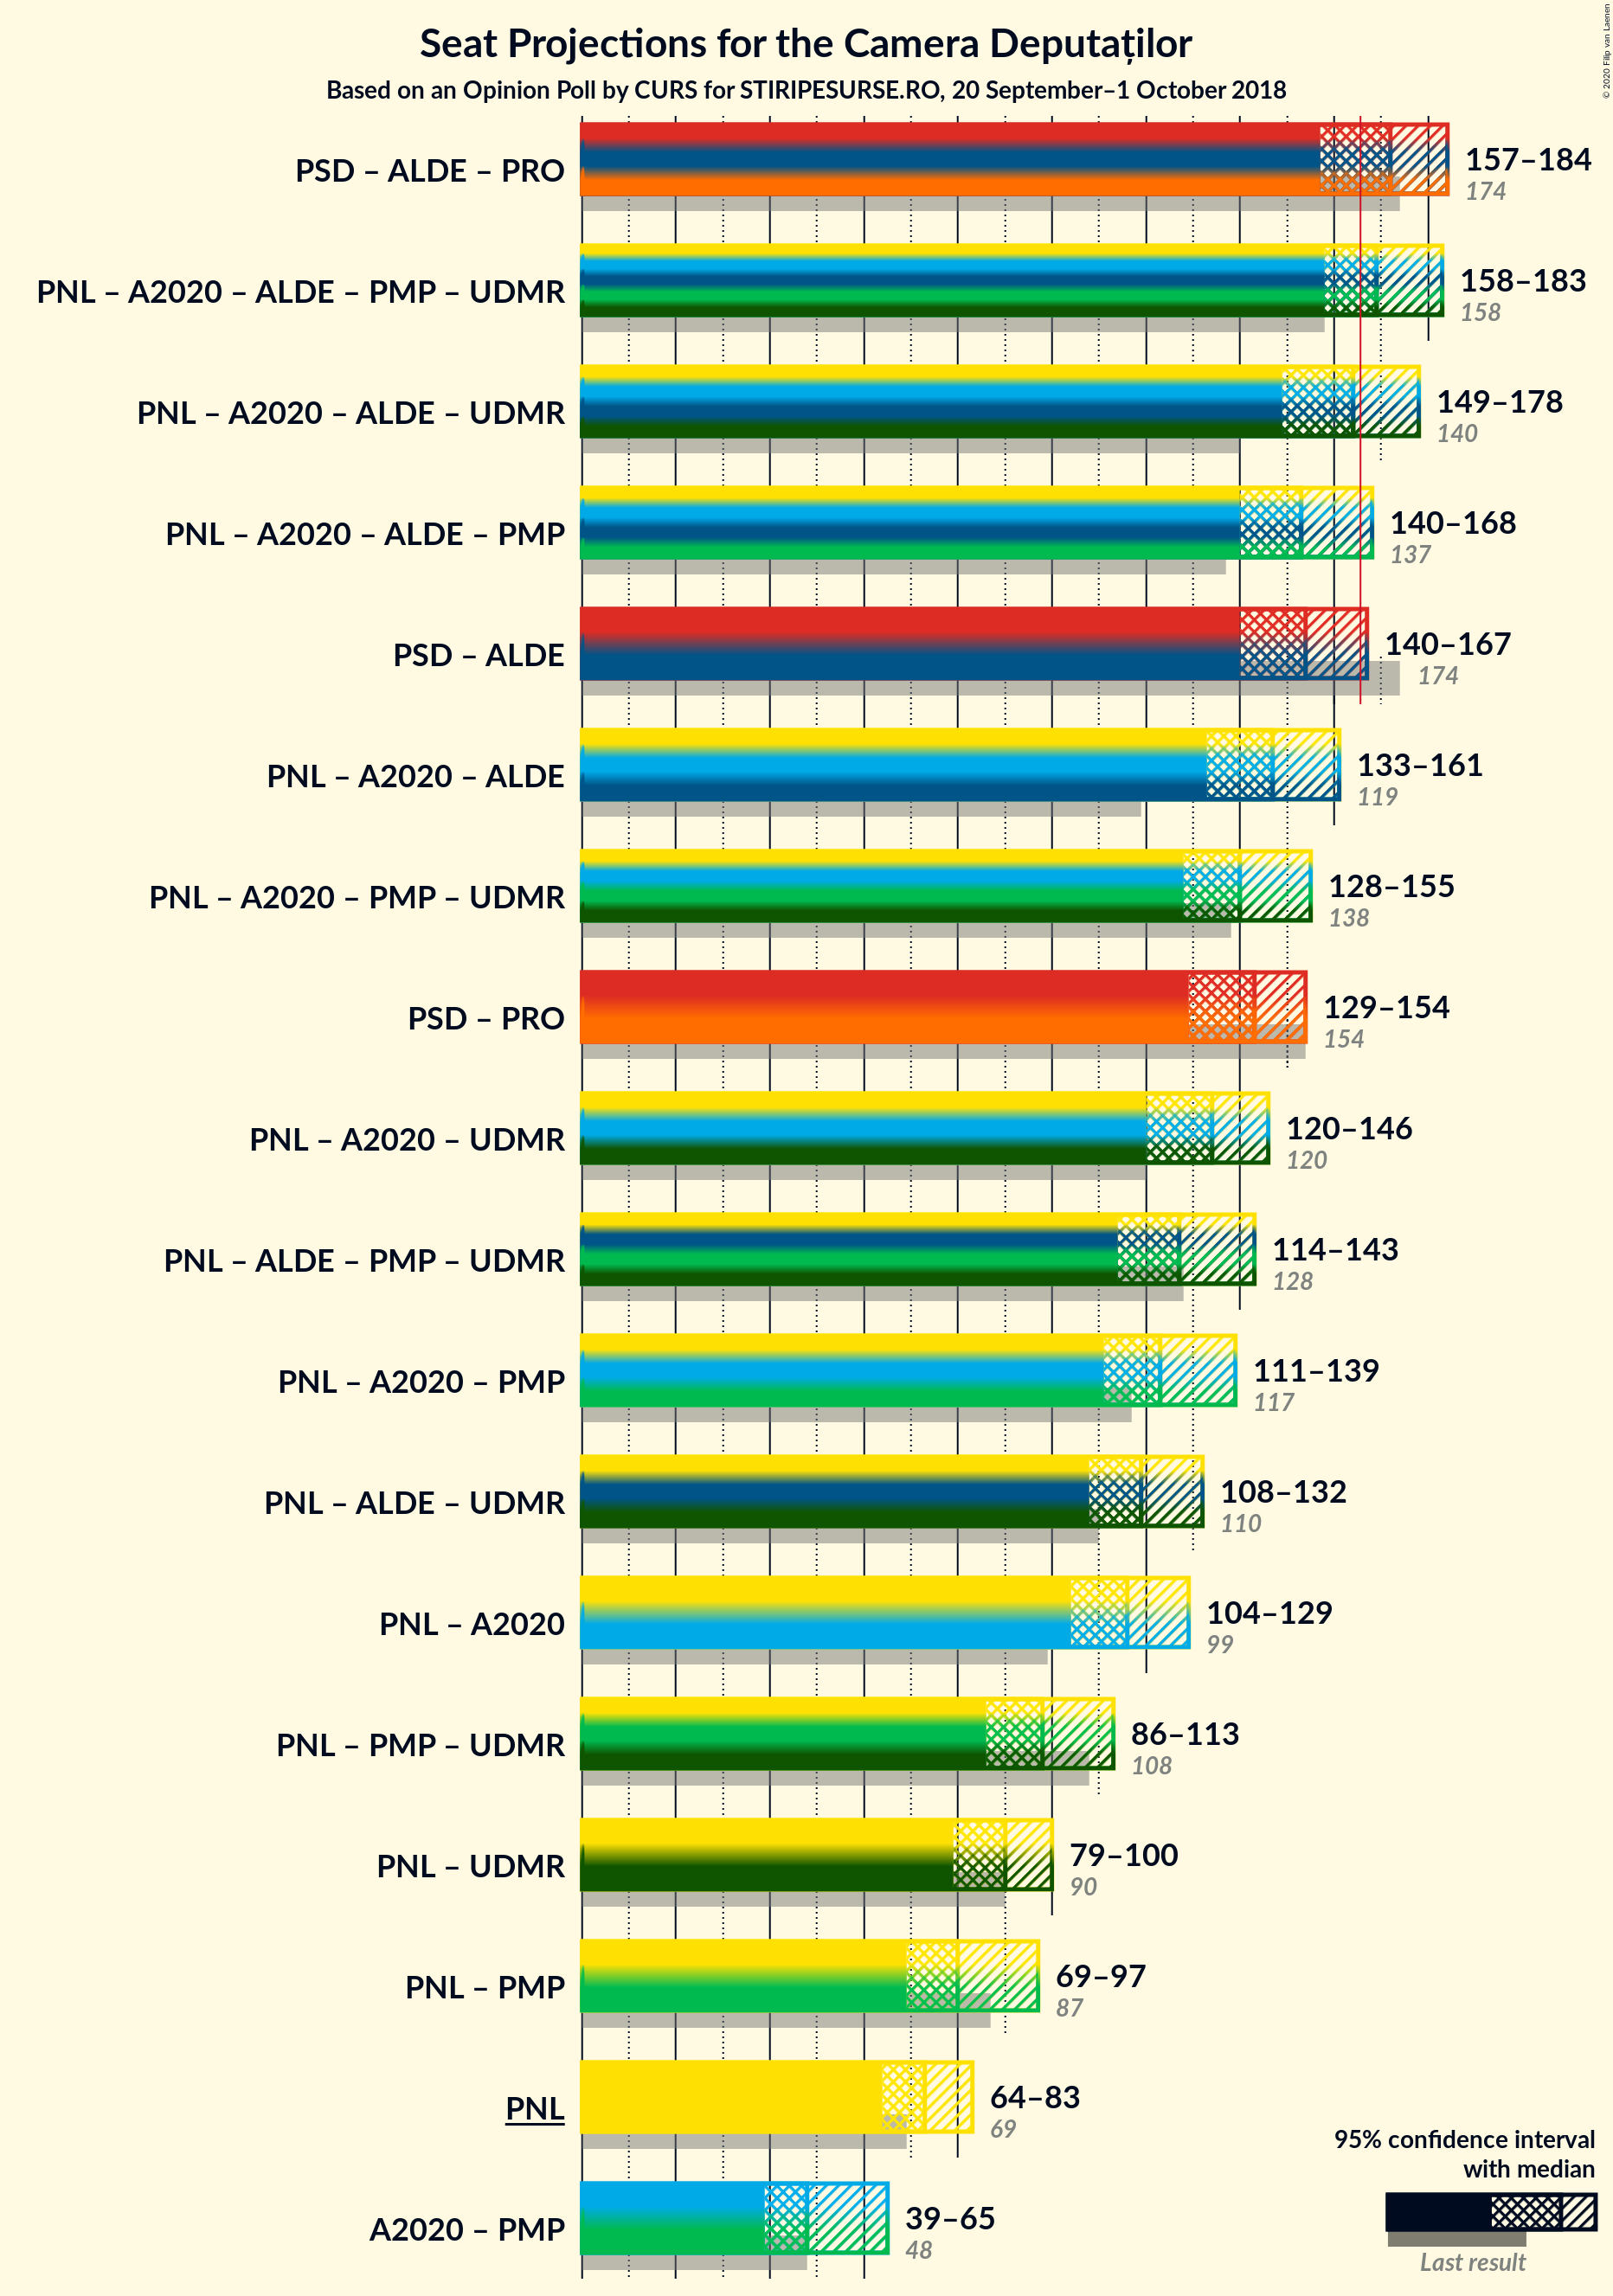 Seat Projections for the Camera Deputaților
Based on an Opinion Poll by CURS for STIRIPESURSE.RO, 20 September–1 October 2018
© 2020 Filip van Laenen
PSD – ALDE – PRO
157–184
174
PNL – A2020 – ALDE – PMP – UDMR
158–183
158
PNL – A2020 – ALDE – UDMR
149–178
140
PNL – A2020 – ALDE – PMP
140–168
137
PSD – ALDE
140–167
174
PNL – A2020 – ALDE
133–161
119
PNL – A2020 – PMP – UDMR
128–155
138
PSD – PRO
129–154
154
PNL – A2020 – UDMR
120–146
120
PNL – ALDE – PMP – UDMR
114–143
128
PNL – A2020 – PMP
111–139
117
PNL – ALDE – UDMR
108–132
110
PNL – A2020
104–129
99
PNL – PMP – UDMR
86–113
108
PNL – UDMR
79–100
90
PNL – PMP
69–97
87
PNL
64–83
69
A2020 – PMP
39–65
48
95% confidence interval
with median
Last result